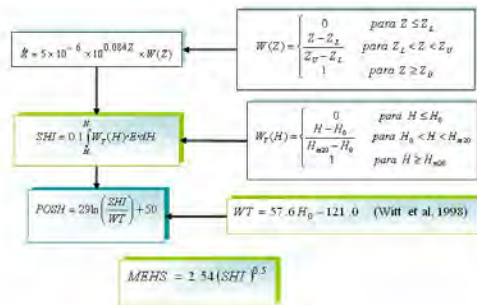 Ė = 5 × 10^-6 × 10^0.084Z × W(Z)
W(Z) = { 0 para Z ≤ Z_L
Z − Z_L / Z_U − Z_L para Z_L < Z < Z_U
1 para Z ≥ Z_U
SHI = 0.1 ∫ W_T(H)·E·dH
W_T(H) = { 0 para H ≤ H_0
H − H_0 / H_m20 − H_0 para H_0 < H < H_m20
1 para H ≥ H_m20
POSH = 29 ln (SHI / WT) + 50
WT = 57.6 H_0 − 121.0 (Witt et al, 1998)
MEHS = 2.54 (SHI)^0.5